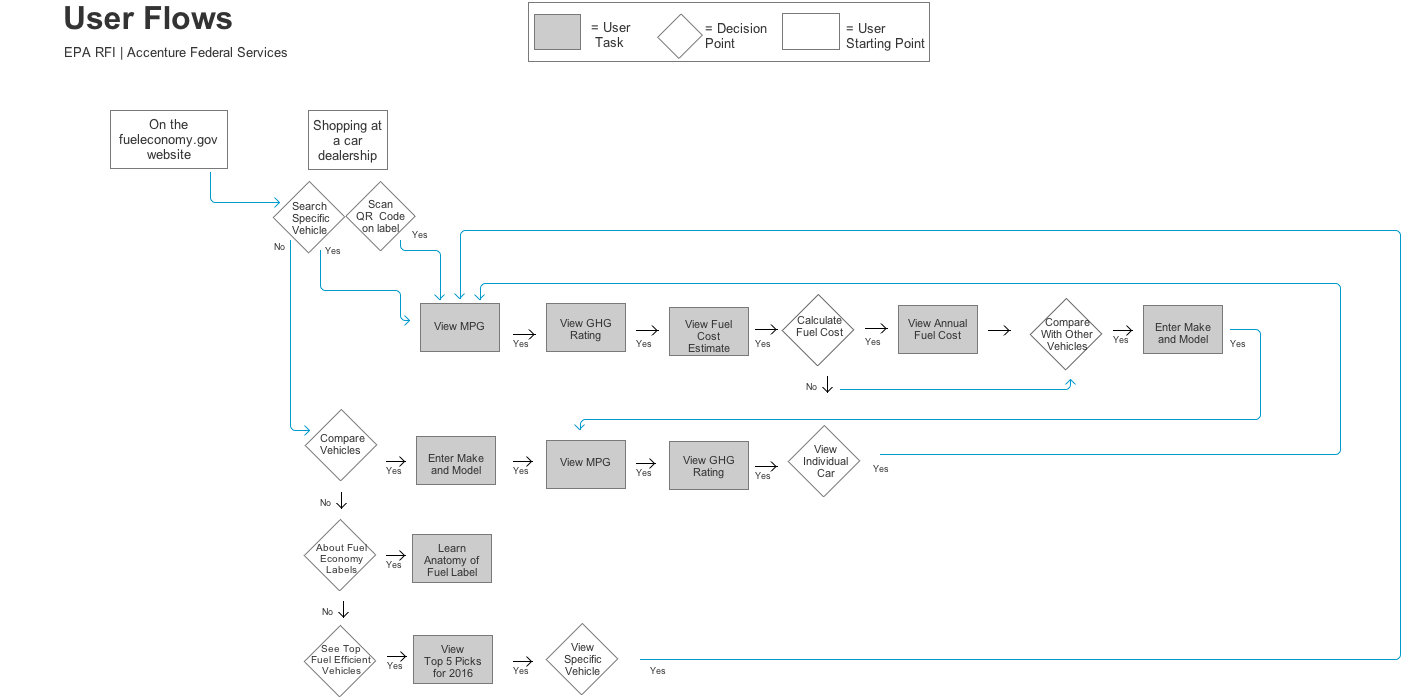 User Flows
EPA RFI | Accenture Federal Services
= User
Task
= Decision
Point
= User
Starting Point
On the
fueleconomy.gov
website
Shopping at
a car
dealership
Search
Specific
Vehicle
Scan
QR Code
on label
No
Yes
Yes
View MPG
Yes
View GHG
Rating
Yes
View Fuel
Cost
Estimate
Yes
Calculate
Fuel Cost
Yes
View Annual
Fuel Cost
Compare
With Other
Vehicles
Yes
Enter Make
and Model
Yes
No
Compare
Vehicles
Yes
Enter Make
and Model
Yes
View MPG
Yes
View GHG
Rating
Yes
View
Individual
Car
Yes
No
About Fuel
Economy
Labels
Yes
Learn
Anatomy of
Fuel Label
No
See Top
Fuel Efficient
Vehicles
Yes
View
Top 5 Picks
for 2016
Yes
View
Specific
Vehicle
Yes